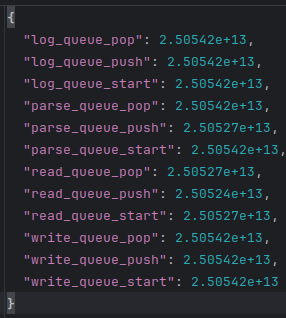 {
"log_queue_pop": 2.50542e+13,
"log_queue_push": 2.50542e+13,
"log_queue_start": 2.50542e+13,
"parse_queue_pop": 2.50542e+13,
"parse_queue_push": 2.50527e+13,
"parse_queue_start": 2.50542e+13,
"read_queue_pop": 2.50527e+13,
"read_queue_push": 2.50524e+13,
"read_queue_start": 2.50527e+13,
"write_queue_pop": 2.50542e+13,
"write_queue_push": 2.50542e+13,
"write_queue_start": 2.50542e+13
}